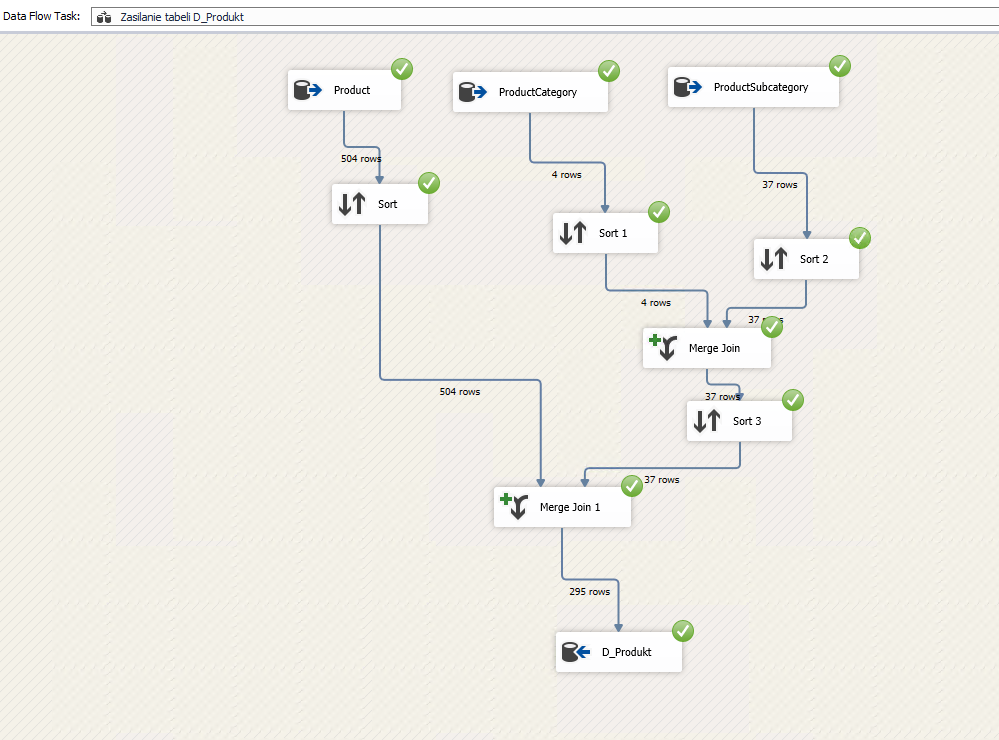 Data Flow Task: Zasilanie tabeli D_Produkt
Product
ProductCategory
ProductSubcategory
504 rows
4 rows
37 rows
Sort
Sort 1
Sort 2
4 rows
37 rows
Merge Join
504 rows
37 rows
Sort 3
37 rows
Merge Join 1
295 rows
D_Produkt